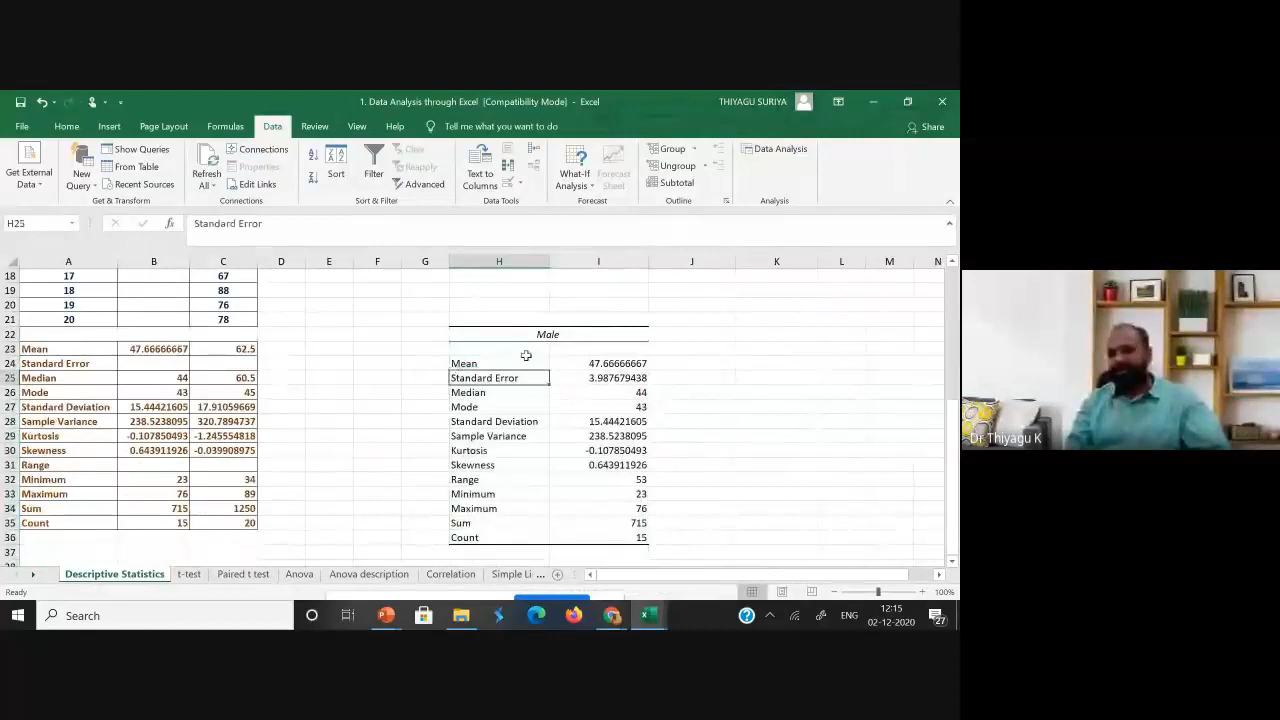 1. Data Analysis through Excel [Compatibility Mode] - Excel
THIYAGU SURIYA
File Home Insert Page Layout Formulas Data Review View Help Tell me what you want to do Share
Get External Data
New Query
Show Queries
From Table
Recent Sources
Get & Transform
Refresh All
Connections
Properties
Edit Links
Connections
Sort
Filter
Clear
Reapply
Advanced
Sort & Filter
Text to Columns
Data Tools
What-If Analysis
Forecast Sheet
Forecast
Group
Ungroup
Subtotal
Outline
Data Analysis
Analysis
H25 fx Standard Error
A B C D E F G H I J K L M N
18 17 67
19 18 88
20 19 76
21 20 78
22 Male
23 Mean 47.66666667 62.5
24 Standard Error Mean 47.66666667
25 Median 44 60.5 Standard Error 3.987679438
26 Mode 43 45 Median 44
27 Standard Deviation 15.44421605 17.91059669 Mode 43
28 Sample Variance 238.5238095 320.7894737 Standard Deviation 15.44421605
29 Kurtosis -0.107850493 -1.245554818 Sample Variance 238.5238095
30 Skewness 0.643911926 -0.039908975 Kurtosis -0.107850493
31 Range Skewness 0.643911926
32 Minimum 23 34 Range 53
33 Maximum 76 89 Minimum 23
34 Sum 715 1250 Maximum 76
35 Count 15 20 Sum 715
36 Count 15
37
Descriptive Statistics t-test Paired t test Anova Anova description Correlation Simple Li ...
Ready 100%
Search ENG 12:15
02-12-2020 27
Dr Thiyagu K